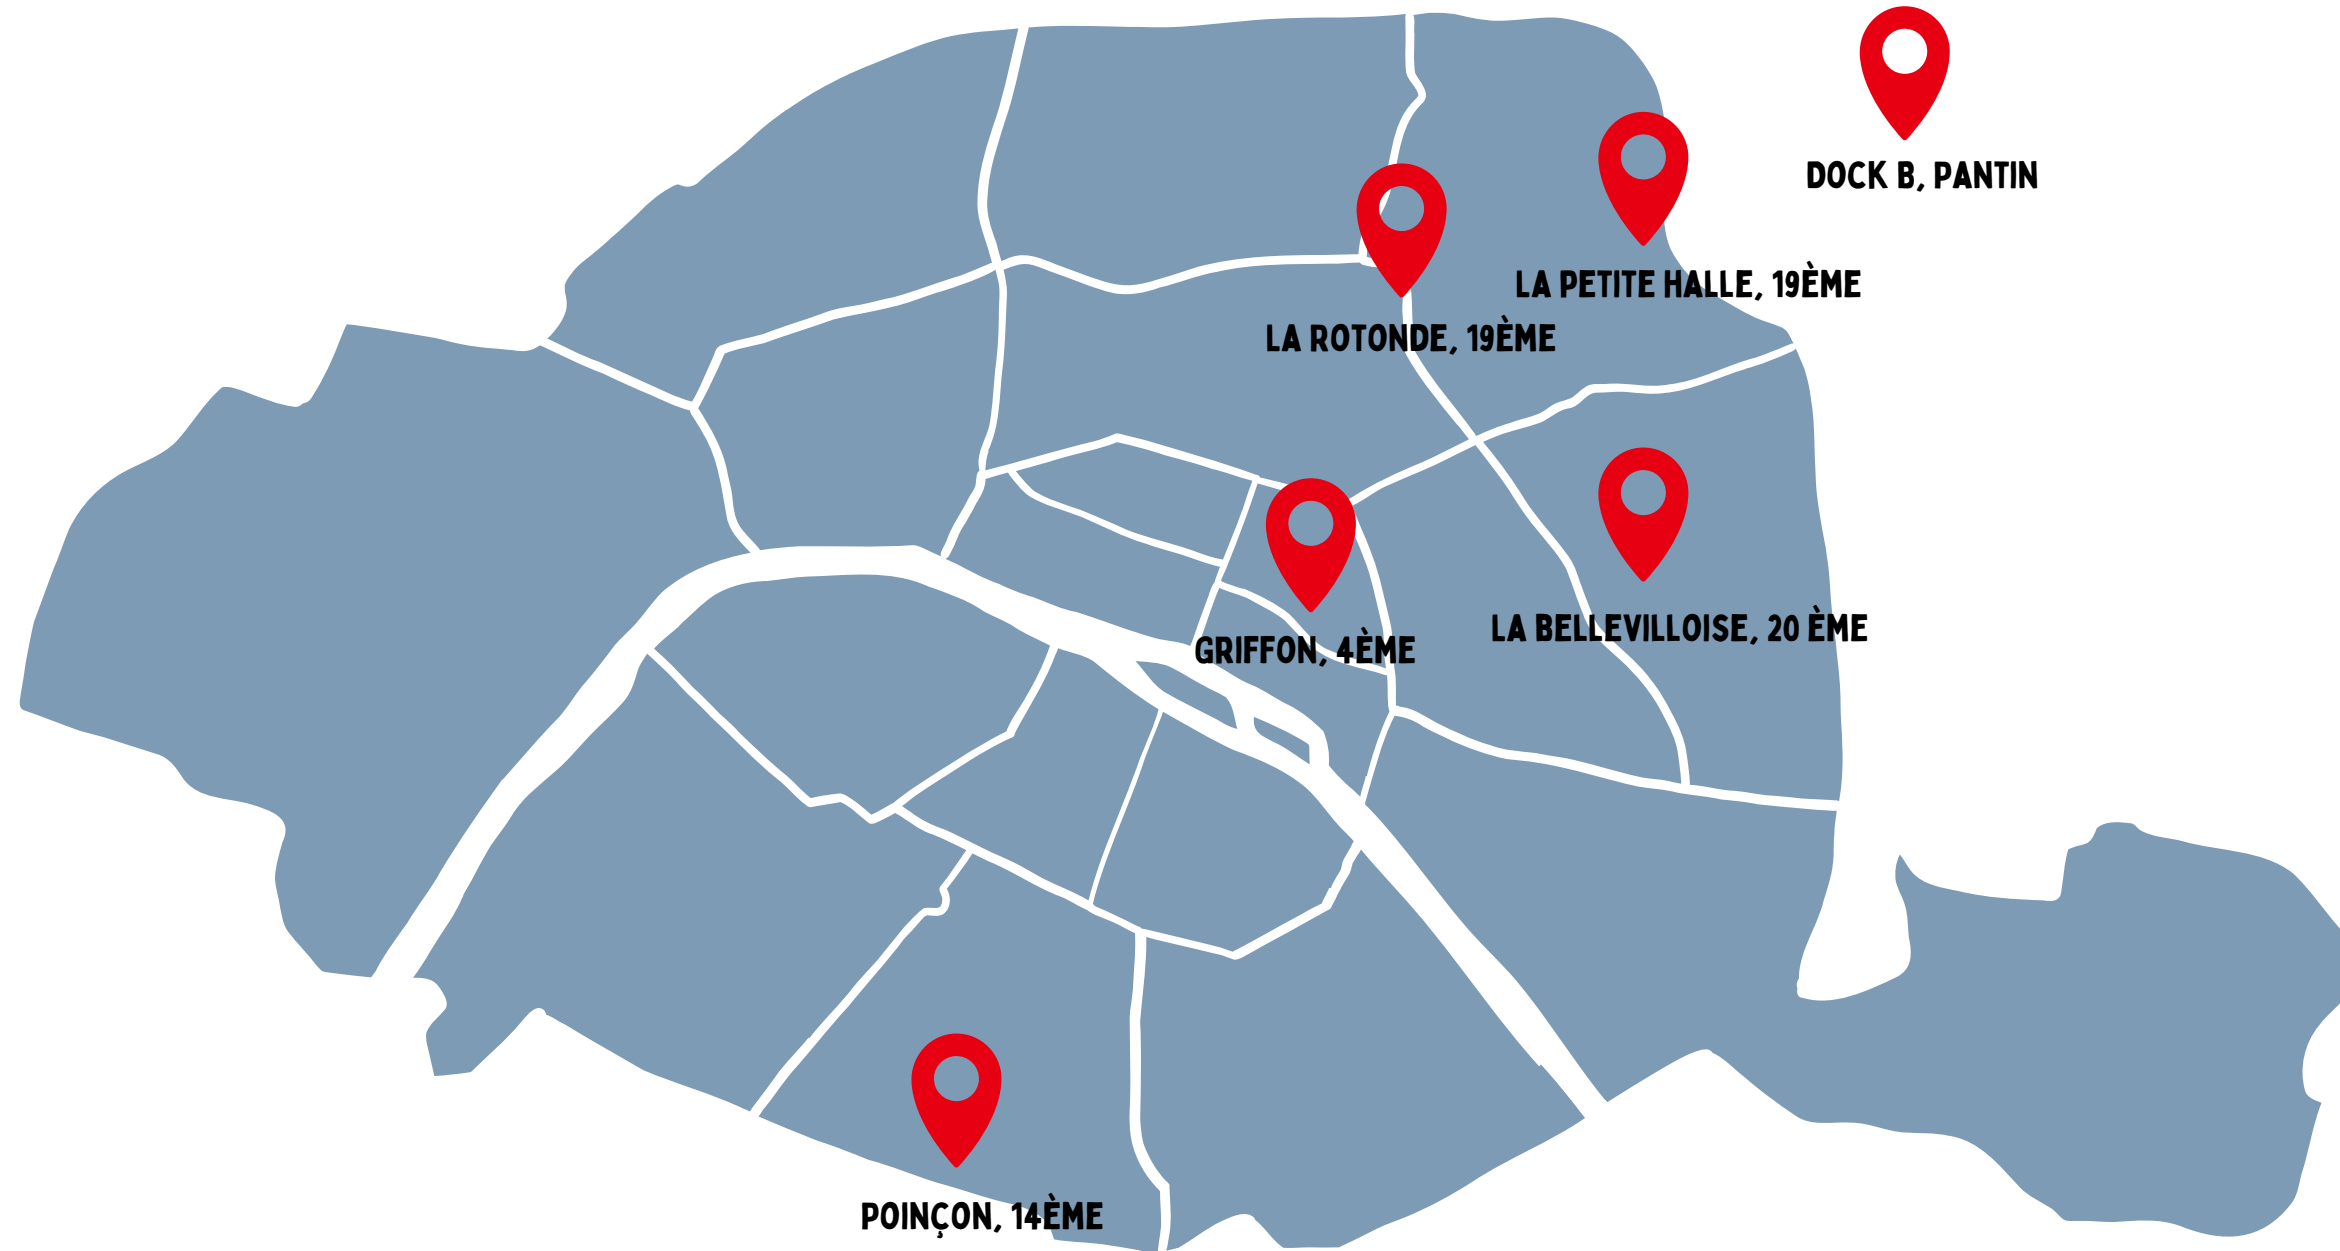 DOCK B, PANTIN
LA PETITE HALLE, 19ÈME
LA ROTONDE, 19ÈME
LA BELLEVILLOISE, 20 ÈME
GRIFFON, 4ÈME
POINÇON, 14ÈME